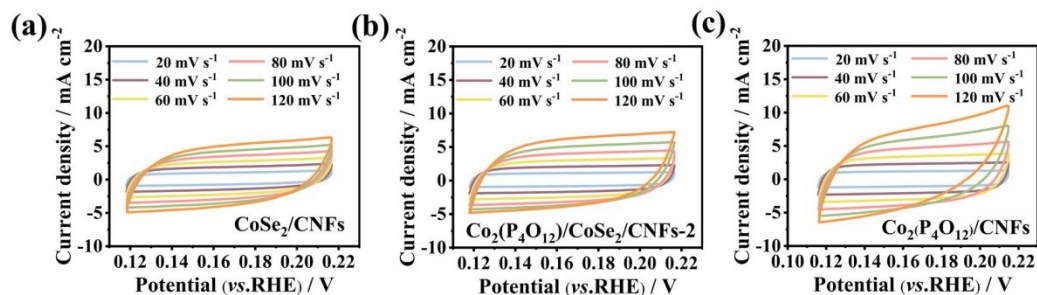 (a)
Current density / mA cm⁻²
20
15
10
5
0
-5
-10
20 mV s⁻¹ 80 mV s⁻¹
40 mV s⁻¹ 100 mV s⁻¹
60 mV s⁻¹ 120 mV s⁻¹
CoSe₂/CNFs
0.12 0.14 0.16 0.18 0.20 0.22
Potential (vs.RHE) / V
(b)
Current density / mA cm⁻²
20
15
10
5
0
-5
-10
20 mV s⁻¹ 80 mV s⁻¹
40 mV s⁻¹ 100 mV s⁻¹
60 mV s⁻¹ 120 mV s⁻¹
Co₂(P₄O₁₂)/CoSe₂/CNFs-2
0.12 0.14 0.16 0.18 0.20 0.22
Potential (vs.RHE) / V
(c)
Current density / mA cm⁻²
20
15
10
5
0
-5
-10
20 mV s⁻¹ 80 mV s⁻¹
40 mV s⁻¹ 100 mV s⁻¹
60 mV s⁻¹ 120 mV s⁻¹
Co₂(P₄O₁₂)/CNFs
0.10 0.12 0.14 0.16 0.18 0.20 0.22
Potential (vs.RHE) / V